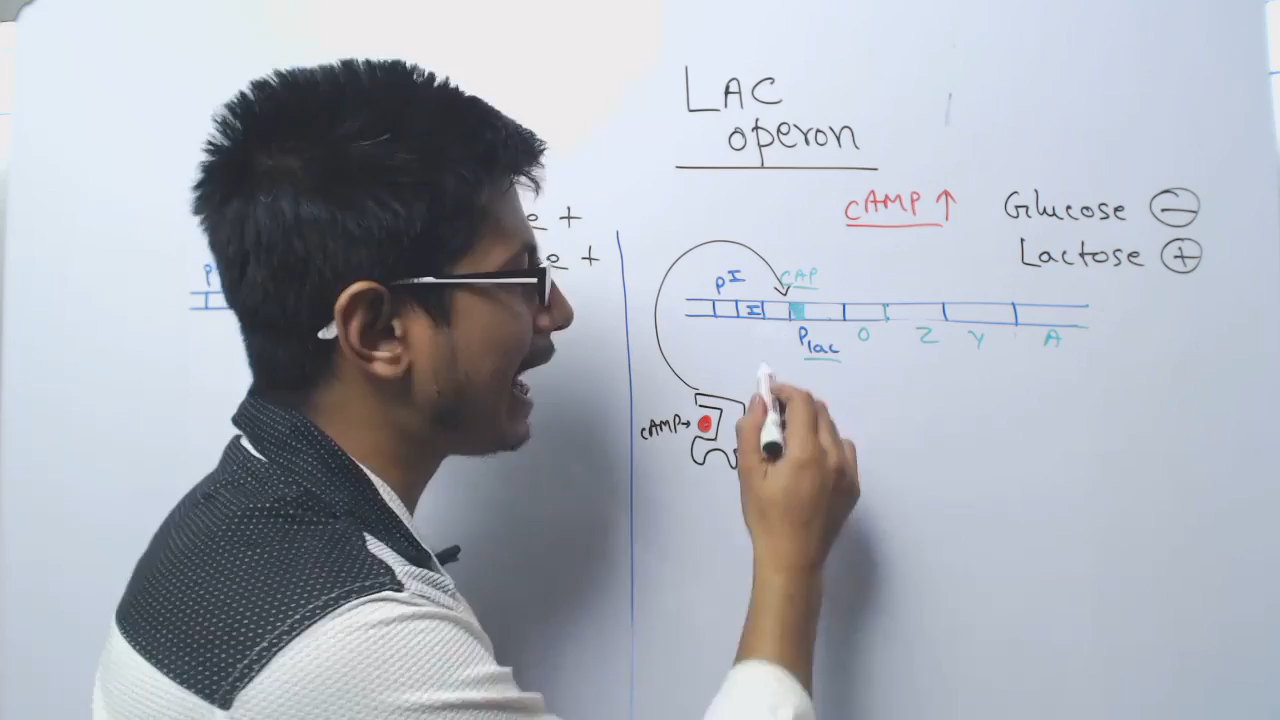 LAC
operon
cAMP↑ Glucose ⊖
Lactose ⊕
e +
e +
P
P^I CAP
I
P_lac O Z Y A
cAMP→